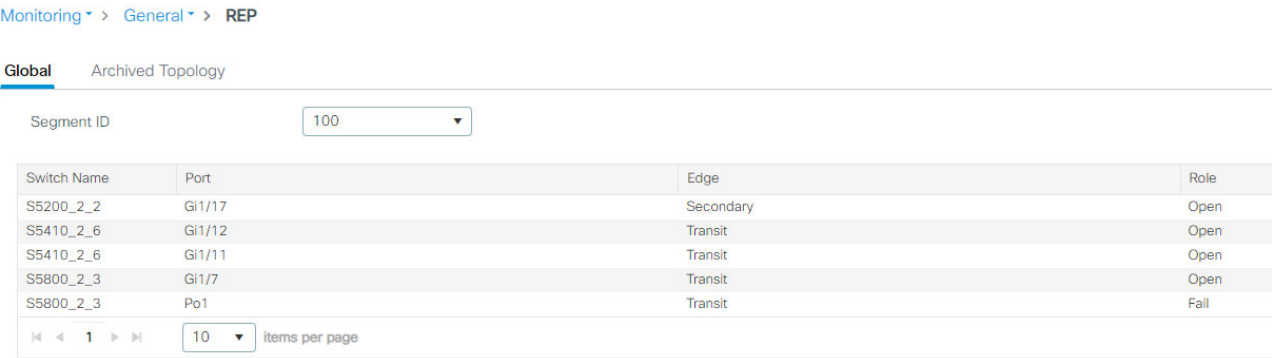 Monitoring > General > REP
Global Archived Topology
Segment ID 100
Switch Name Port Edge Role
S5200_2_2 Gi1/17 Secondary Open
S5410_2_6 Gi1/12 Transit Open
S5410_2_6 Gi1/11 Transit Open
S5800_2_3 Gi1/7 Transit Open
S5800_2_3 Po1 Transit Fail
1 10 items per page